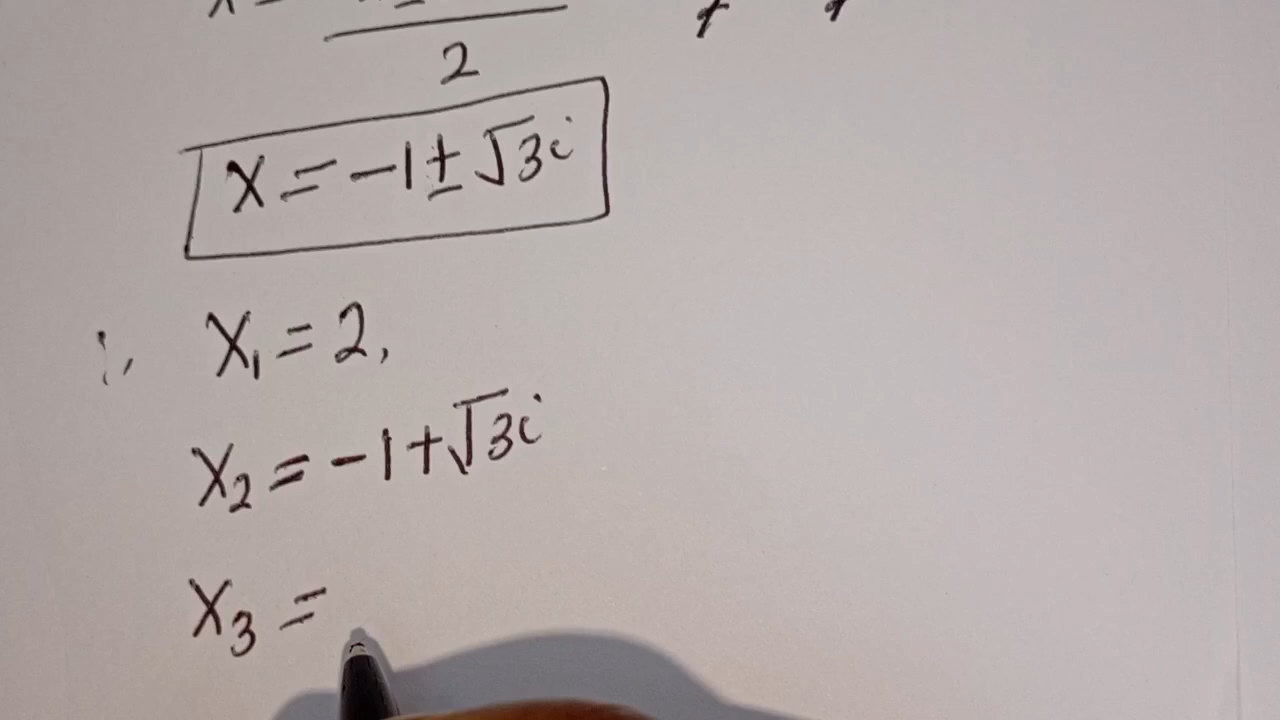 2
X = -1 ± √3i
∴ X₁ = 2,
X₂ = -1 + √3i
X₃ =